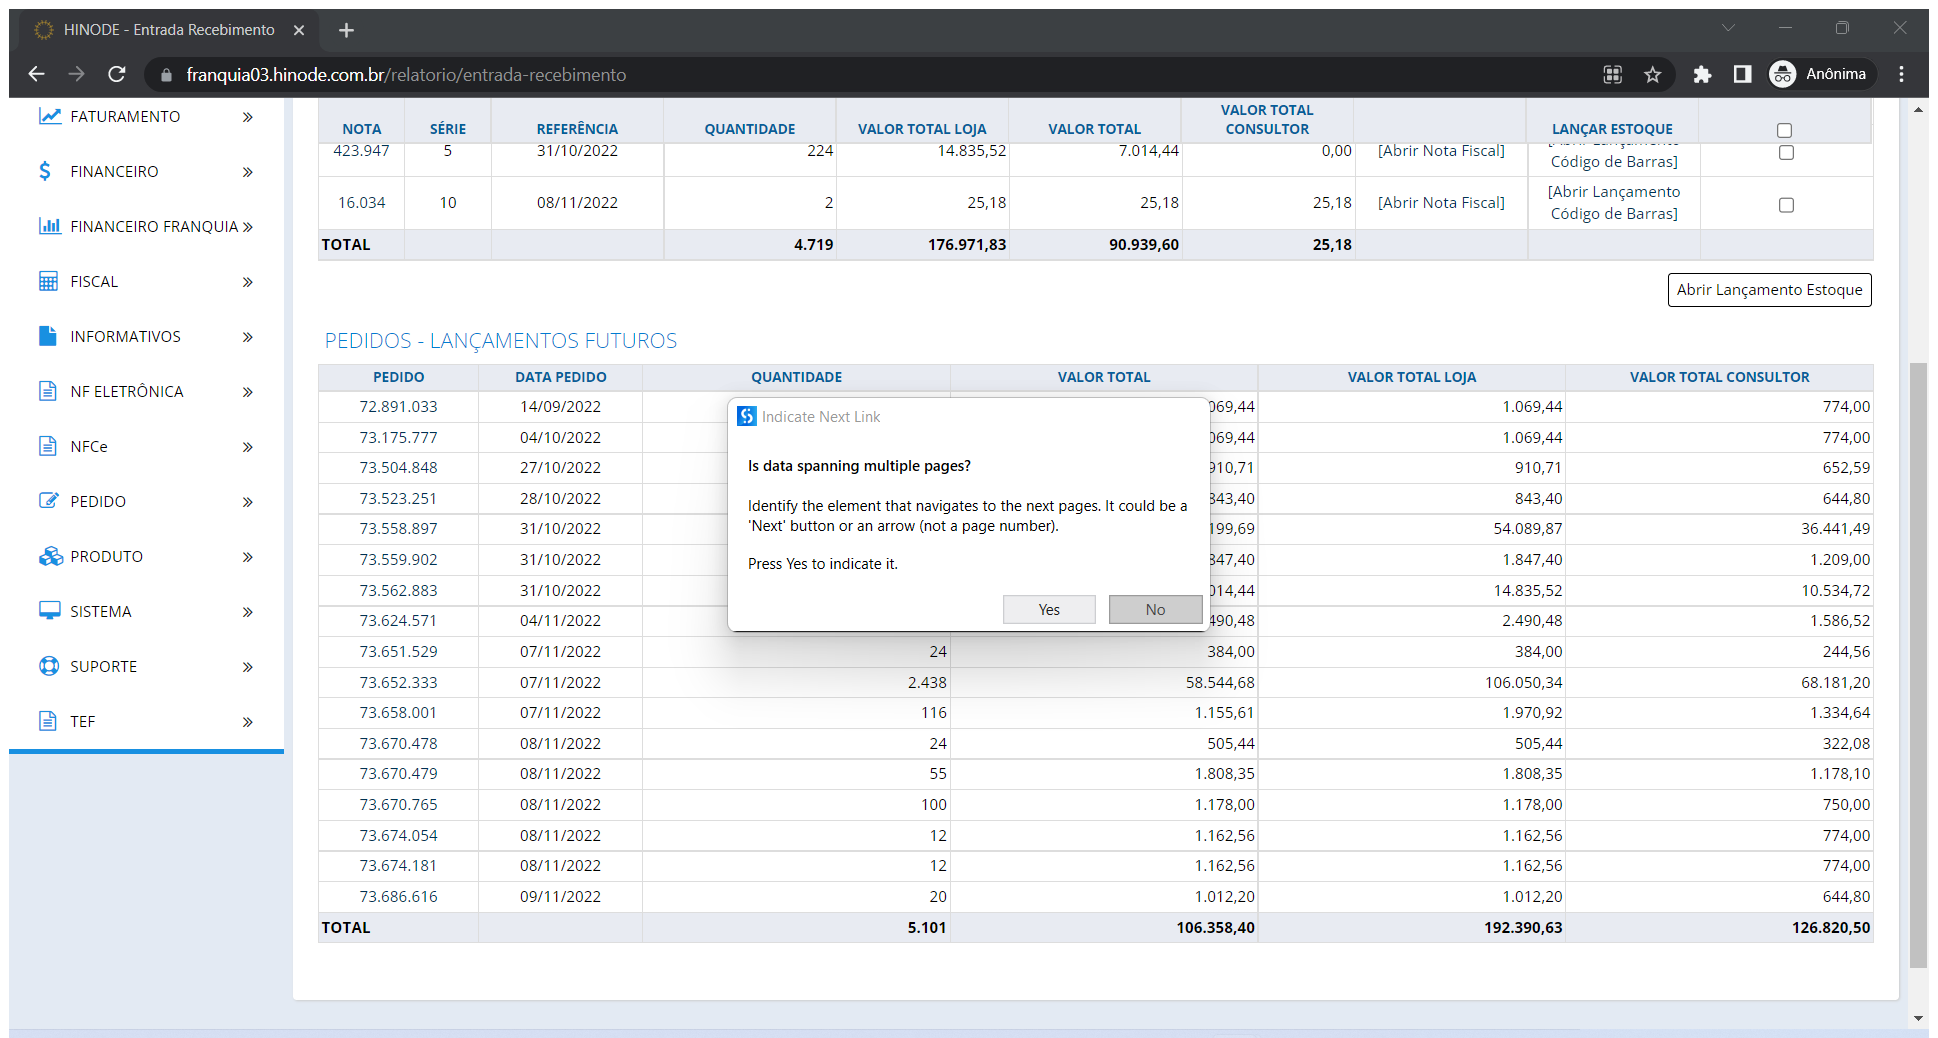 HINODE - Entrada Recebimento
franquia03.hinode.com.br/relatorio/entrada-recebimento
Anônima
FATURAMENTO
FINANCEIRO
FINANCEIRO FRANQUIA
FISCAL
INFORMATIVOS
NF ELETRÔNICA
NFCe
PEDIDO
PRODUTO
SISTEMA
SUPORTE
TEF
NOTA SÉRIE REFERÊNCIA QUANTIDADE VALOR TOTAL LOJA VALOR TOTAL VALOR TOTAL CONSULTOR LANÇAR ESTOQUE
423.947 5 31/10/2022 224 14.835,52 7.014,44 0,00 [Abrir Nota Fiscal] [Abrir Lançamento Código de Barras]
16.034 10 08/11/2022 2 25,18 25,18 25,18 [Abrir Nota Fiscal] [Abrir Lançamento Código de Barras]
TOTAL 4.719 176.971,83 90.939,60 25,18
Abrir Lançamento Estoque
PEDIDOS - LANÇAMENTOS FUTUROS
PEDIDO DATA PEDIDO QUANTIDADE VALOR TOTAL VALOR TOTAL LOJA VALOR TOTAL CONSULTOR
72.891.033 14/09/2022 069,44 1.069,44 774,00
73.175.777 04/10/2022 069,44 1.069,44 774,00
73.504.848 27/10/2022 910,71 910,71 652,59
73.523.251 28/10/2022 843,40 843,40 644,80
73.558.897 31/10/2022 199,69 54.089,87 36.441,49
73.559.902 31/10/2022 847,40 1.847,40 1.209,00
73.562.883 31/10/2022 014,44 14.835,52 10.534,72
73.624.571 04/11/2022 490,48 2.490,48 1.586,52
73.651.529 07/11/2022 24 384,00 384,00 244,56
73.652.333 07/11/2022 2.438 58.544,68 106.050,34 68.181,20
73.658.001 07/11/2022 116 1.155,61 1.970,92 1.334,64
73.670.478 08/11/2022 24 505,44 505,44 322,08
73.670.479 08/11/2022 55 1.808,35 1.808,35 1.178,10
73.670.765 08/11/2022 100 1.178,00 1.178,00 750,00
73.674.054 08/11/2022 12 1.162,56 1.162,56 774,00
73.674.181 08/11/2022 12 1.162,56 1.162,56 774,00
73.686.616 09/11/2022 20 1.012,20 1.012,20 644,80
TOTAL 5.101 106.358,40 192.390,63 126.820,50
Indicate Next Link
Is data spanning multiple pages?
Identify the element that navigates to the next pages. It could be a
'Next' button or an arrow (not a page number).
Press Yes to indicate it.
Yes No